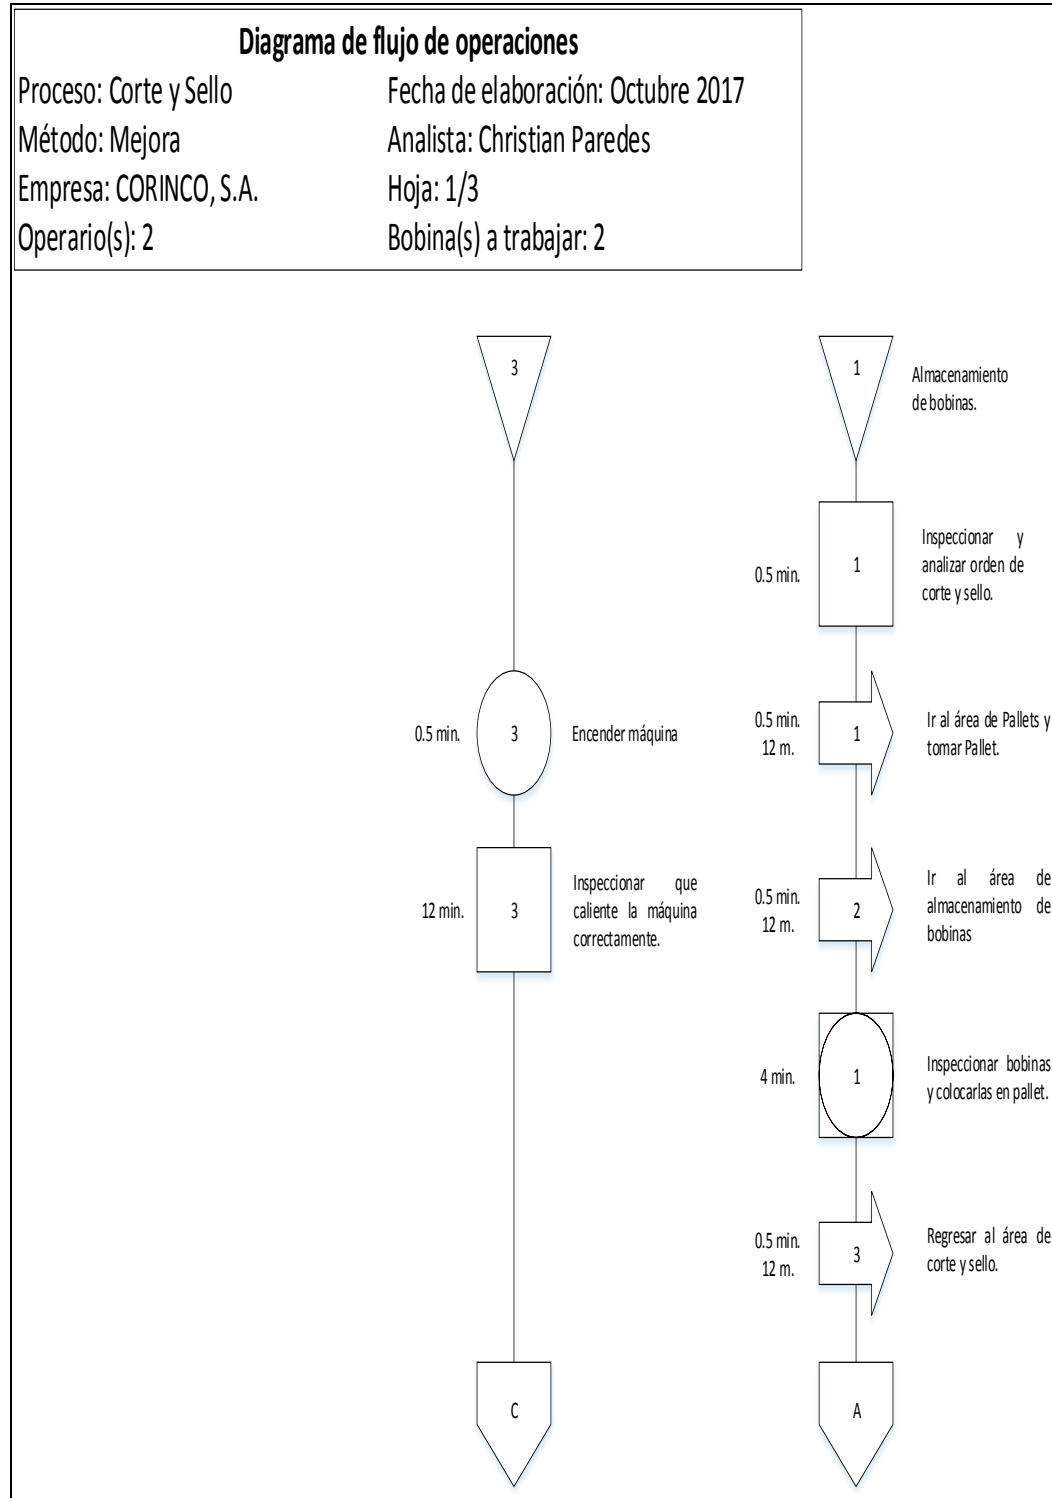 Diagrama de flujo de operaciones
Proceso: Corte y Sello
Fecha de elaboración: Octubre 2017
Método: Mejora
Analista: Christian Paredes
Empresa: CORINCO, S.A.
Hoja: 1/3
Operario(s): 2
Bobina(s) a trabajar: 2
3
1
Almacenamiento
de bobinas.
0.5 min.
1
Inspeccionar y
analizar orden de
corte y sello.
0.5 min.
3
Encender máquina
0.5 min.
12 m.
1
Ir al área de Pallets y
tomar Pallet.
12 min.
3
Inspeccionar que
caliente la máquina
correctamente.
0.5 min.
12 m.
2
Ir al área de
almacenamiento de
bobinas
4 min.
1
Inspeccionar bobinas
y colocarlas en pallet.
0.5 min.
12 m.
3
Regresar al área de
corte y sello.
C
A